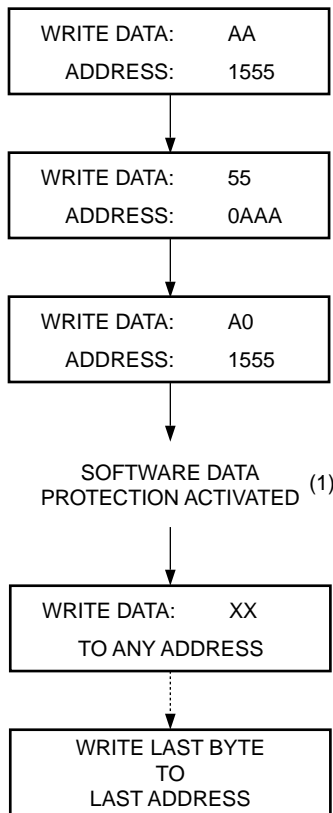 WRITE DATA: AA
ADDRESS: 1555
WRITE DATA: 55
ADDRESS: 0AAA
WRITE DATA: A0
ADDRESS: 1555
SOFTWARE DATA
PROTECTION ACTIVATED (1)
WRITE DATA: XX
TO ANY ADDRESS
WRITE LAST BYTE
TO
LAST ADDRESS